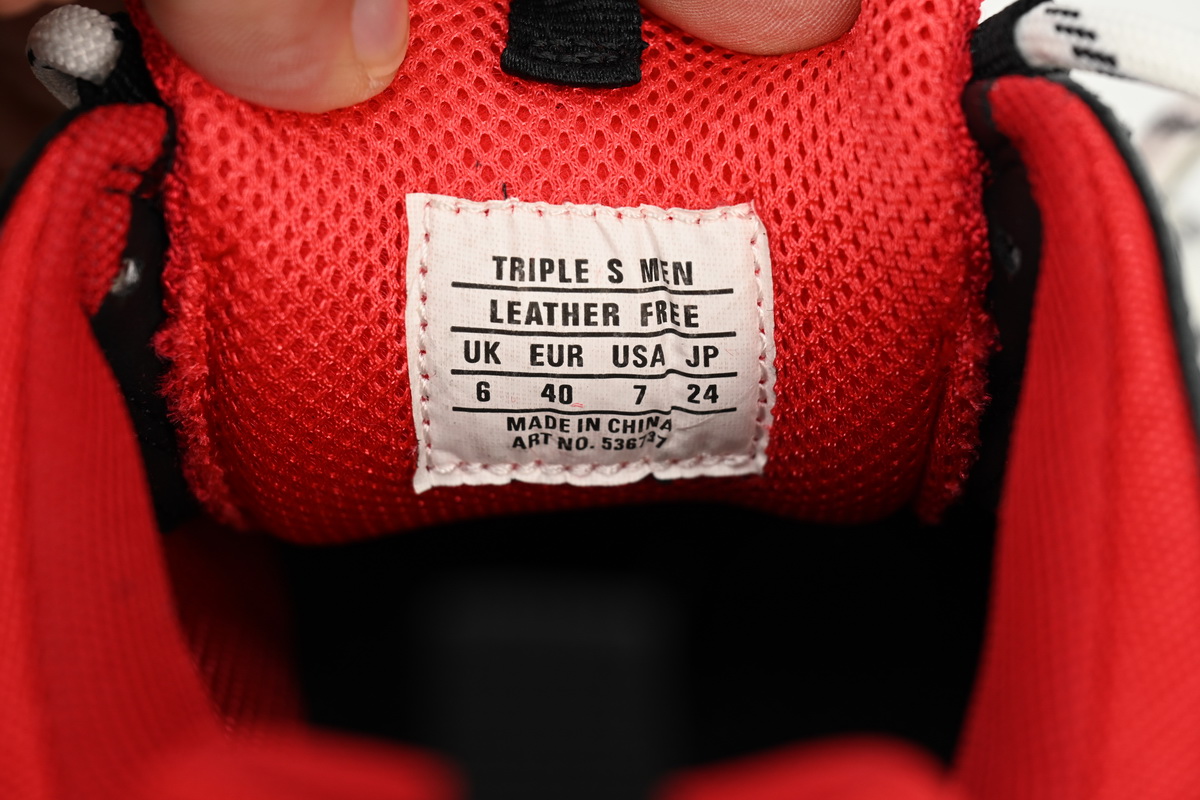 TRIPLE S MEN
LEATHER FREE
UK EUR USA JP
6 40 7 24
MADE IN CHINA
ART NO. 536737